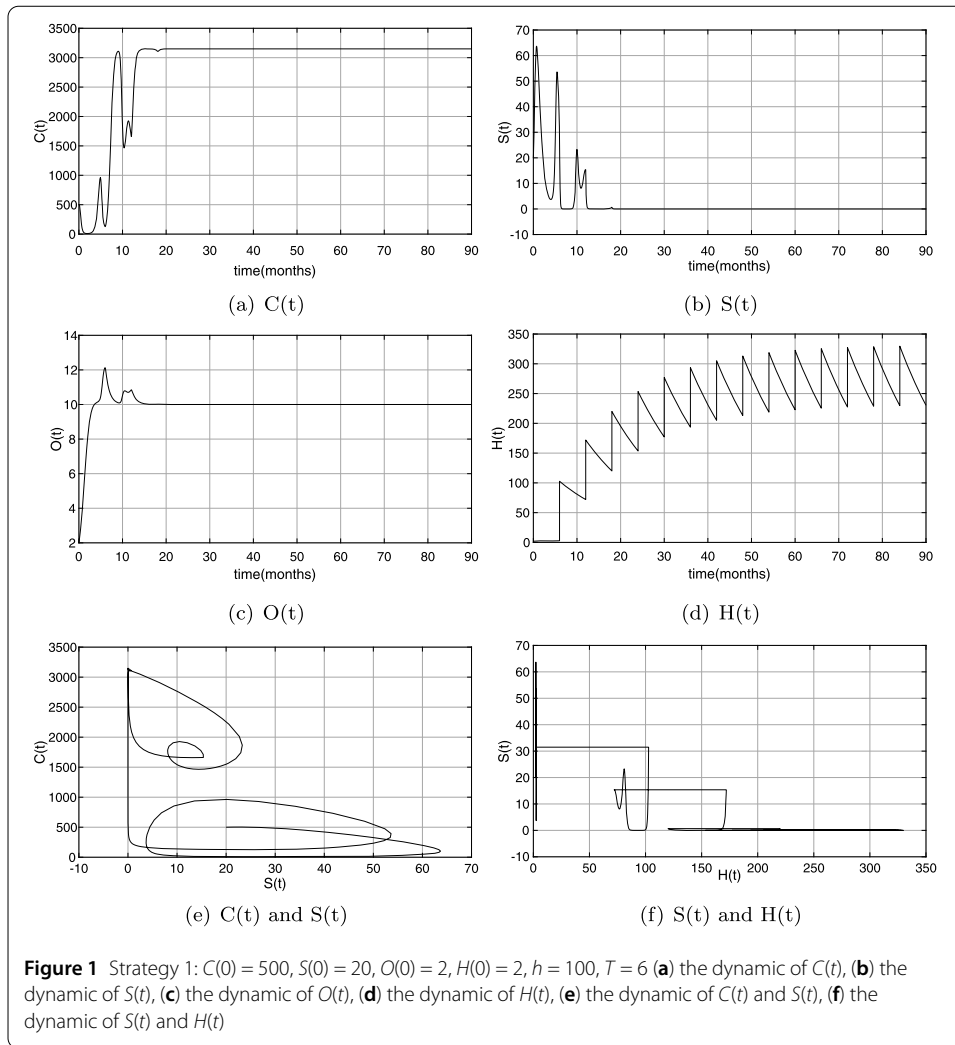 3500
3000
2500
2000
1500
1000
500
0
C(t)
0 10 20 30 40 50 60 70 80 90
time(months)
(a) C(t)
70
60
50
40
30
20
10
0
-10
S(t)
0 10 20 30 40 50 60 70 80 90
time(months)
(b) S(t)
14
12
10
8
6
4
2
O(t)
0 10 20 30 40 50 60 70 80 90
time(months)
(c) O(t)
350
300
250
200
150
100
50
0
H(t)
0 10 20 30 40 50 60 70 80 90
time(months)
(d) H(t)
3500
3000
2500
2000
1500
1000
500
0
C(t)
-10 0 10 20 30 40 50 60 70
S(t)
(e) C(t) and S(t)
70
60
50
40
30
20
10
0
-10
S(t)
0 50 100 150 200 250 300 350
H(t)
(f) S(t) and H(t)
Figure 1 Strategy 1: C(0) = 500, S(0) = 20, O(0) = 2, H(0) = 2, h = 100, T = 6 (a) the dynamic of C(t), (b) the
dynamic of S(t), (c) the dynamic of O(t), (d) the dynamic of H(t), (e) the dynamic of C(t) and S(t), (f) the
dynamic of S(t) and H(t)